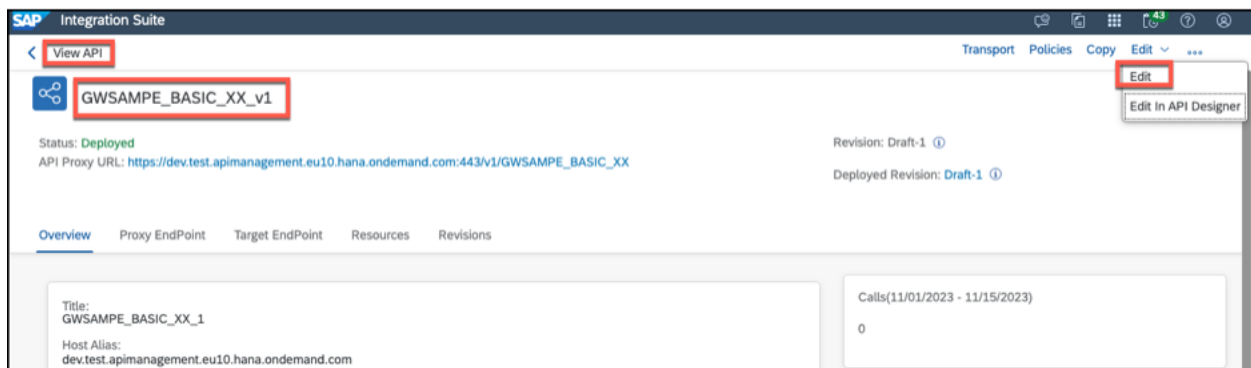 SAP Integration Suite 43
View API Transport Policies Copy Edit
Edit
GWSAMPE_BASIC_XX_v1
Edit In API Designer
Status: Deployed Revision: Draft-1
API Proxy URL: https://dev.test.apimanagement.eu10.hana.ondemand.com:443/v1/GWSAMPE_BASIC_XX
Deployed Revision: Draft-1
Overview Proxy EndPoint Target EndPoint Resources Revisions
Title:
GWSAMPE_BASIC_XX_1
Host Alias:
dev.test.apimanagement.eu10.hana.ondemand.com
Calls(11/01/2023 - 11/15/2023)
0